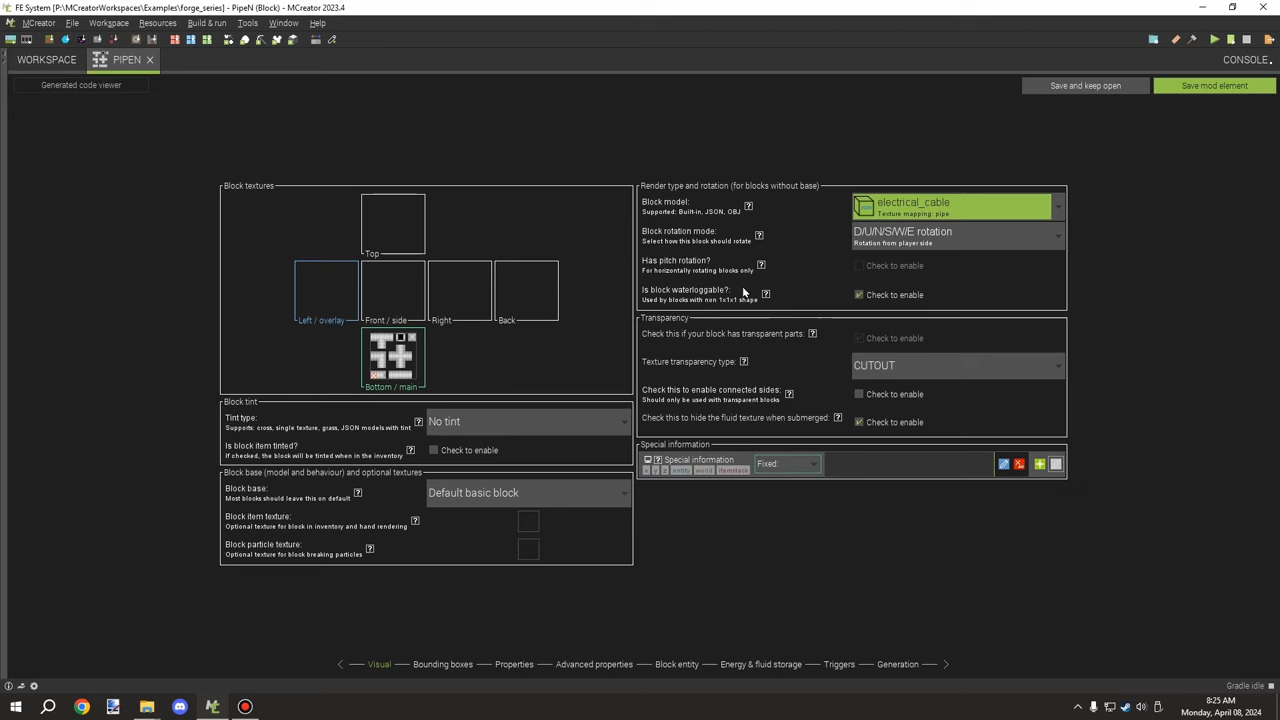 FE System [P:\MCreatorWorkspaces\Examples\forge_series] - PipeN (Block) - MCreator 2023.4
MCreator File Workspace Resources Build & run Tools Window Help
WORKSPACE PIPEN CONSOLE
Generated code viewer Save and keep open Save mod element
Block textures
Top
Left / overlay Front / side Right Back
Bottom / main
Block tint
Tint type:
Supports: cross, single texture, grass, JSON models with tint
No tint
Is block item tinted?
If checked, the block will be tinted when in the inventory
Check to enable
Block base (model and behaviour) and optional textures
Block base:
Most blocks should leave this on default
Default basic block
Block item texture:
Optional texture for block in inventory and hand rendering
Block particle texture:
Optional texture for block breaking particles
Render type and rotation (for blocks without base)
Block model:
Supported: Built-in, JSON, OBJ
electrical_cable
Texture mapping: pipe
Block rotation mode:
Select how this block should rotate
D/U/N/S/W/E rotation
Rotation from player side
Has pitch rotation?
For horizontally rotating blocks only
Check to enable
Is block waterloggable?:
Used by blocks with non 1x1x1 shape
Check to enable
Transparency
Check this if your block has transparent parts:
Check to enable
Texture transparency type:
CUTOUT
Check this to enable connected sides:
Should only be used with transparent blocks
Check to enable
Check this to hide the fluid texture when submerged:
Check to enable
Special information
Special information
x y z entity world itemstack
Fixed:
Visual Bounding boxes Properties Advanced properties Block entity Energy & fluid storage Triggers Generation
Gradle idle
8:25 AM
Monday, April 08, 2024